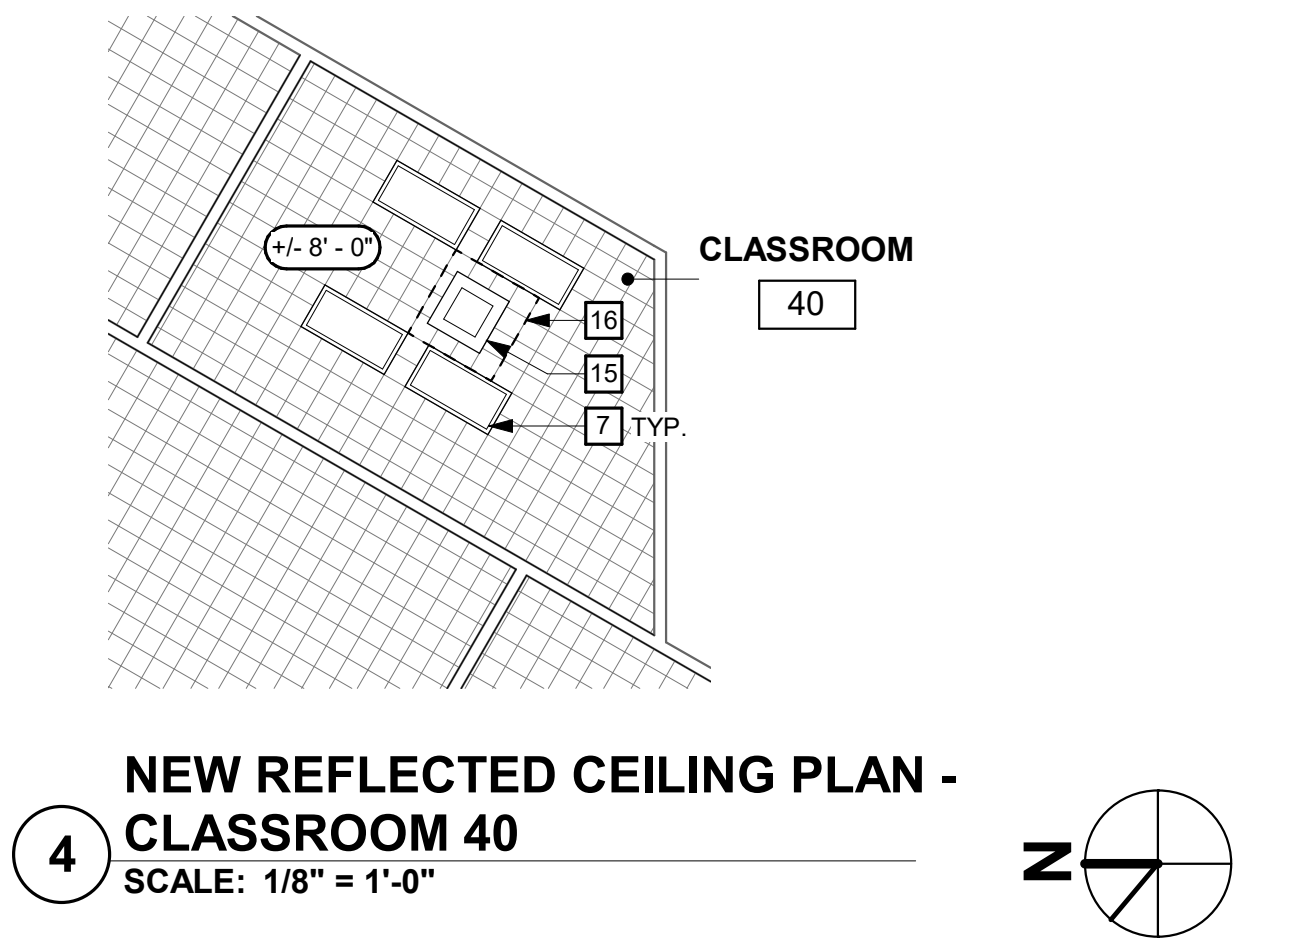 CLASSROOM
40
+/- 8' - 0"
16
15
7 TYP.
NEW REFLECTED CEILING PLAN -
CLASSROOM 40
4
SCALE: 1/8" = 1'-0"
N